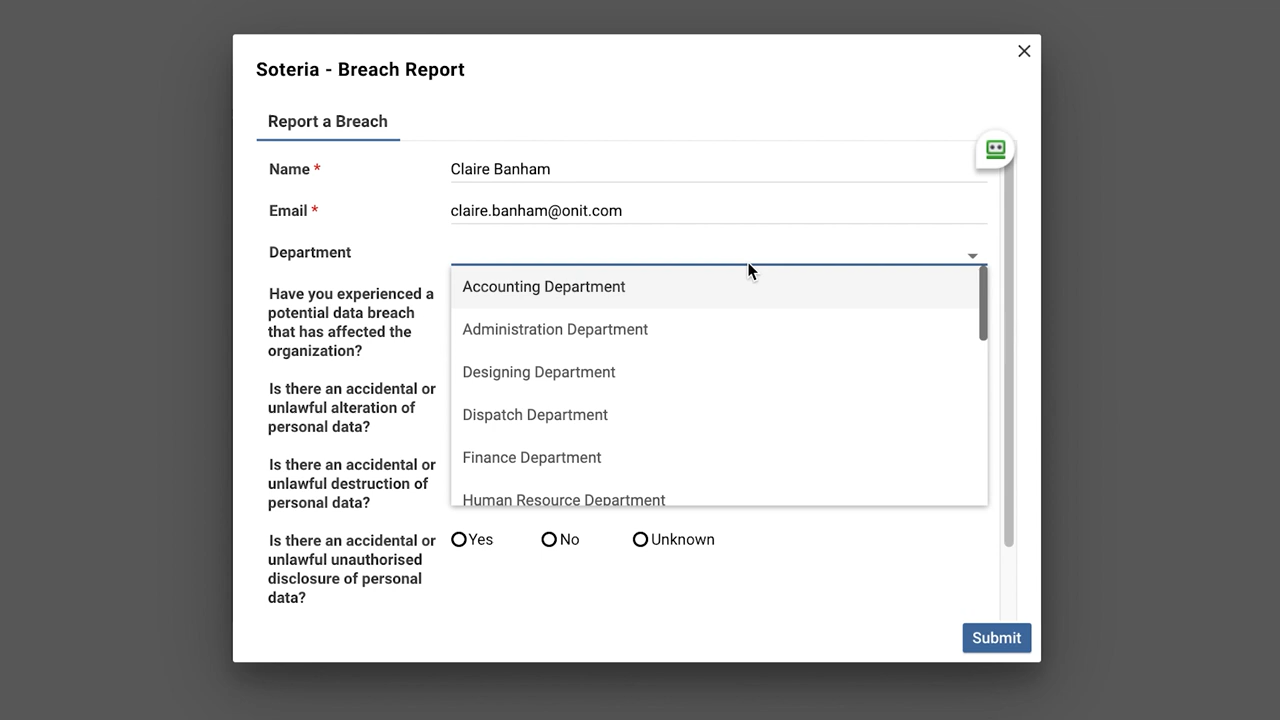 Soteria - Breach Report
Report a Breach
Name *
Claire Banham
Email *
claire.banham@onit.com
Department
Accounting Department
Administration Department
Designing Department
Dispatch Department
Finance Department
Human Resource Department
Have you experienced a
potential data breach
that has affected the
organization?
Is there an accidental or
unlawful alteration of
personal data?
Is there an accidental or
unlawful destruction of
personal data?
Is there an accidental or
unlawful unauthorised
disclosure of personal
data?
Yes No Unknown
Submit